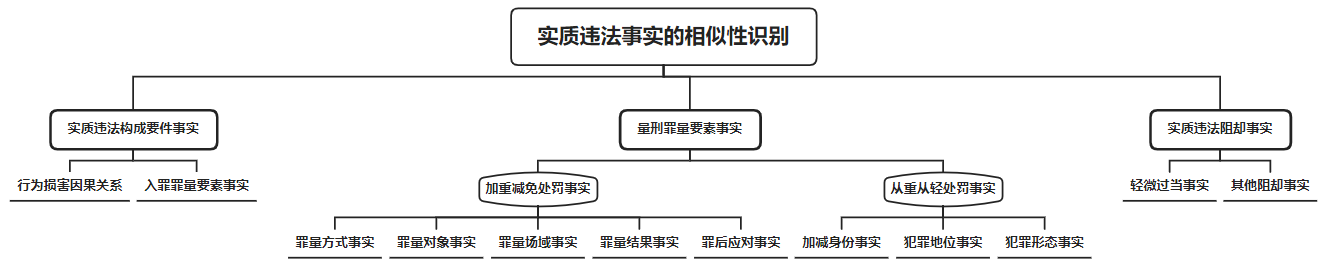 实质违法事实的相似性识别
实质违法构成要件事实
量刑罪量要素事实
实质违法阻却事实
行为损害因果关系
入罪罪量要素事实
加重减免处罚事实
从重从轻处罚事实
轻微过当事实
其他阻却事实
罪量方式事实
罪量对象事实
罪量场域事实
罪量结果事实
罪后应对事实
加减身份事实
犯罪地位事实
犯罪形态事实